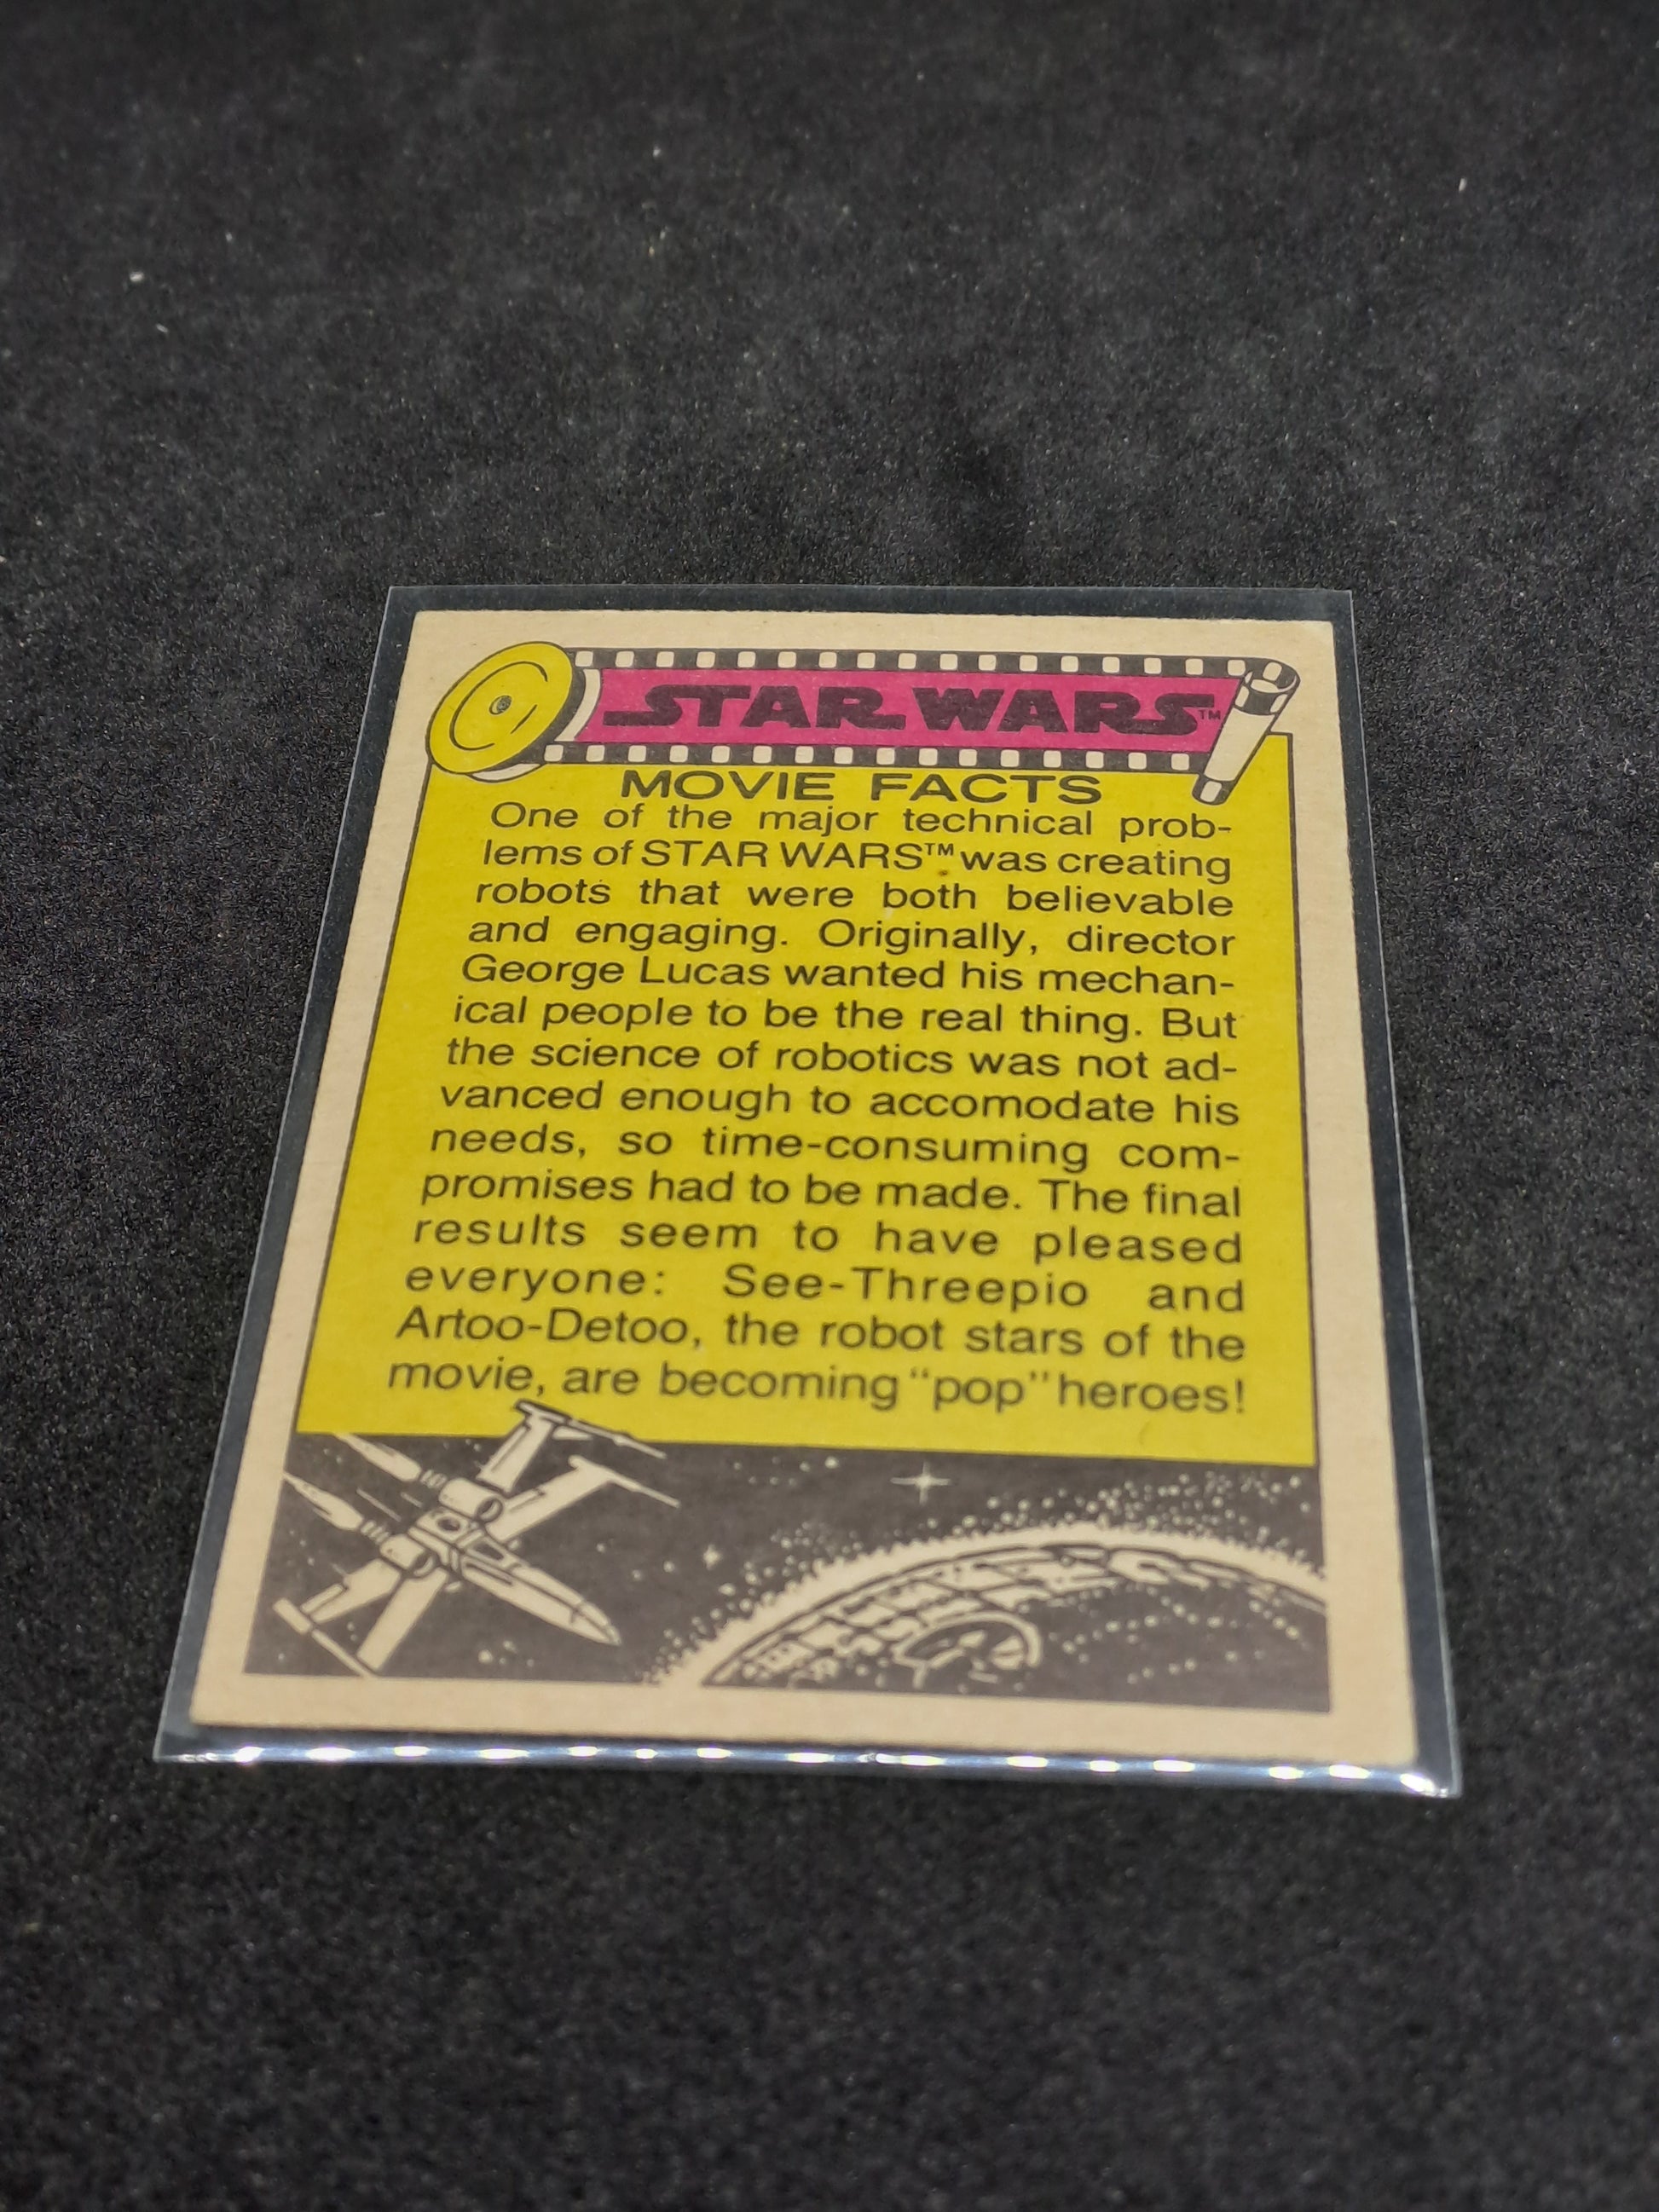 STAR WARS™
MOVIE FACTS
One of the major technical prob-
lems of STAR WARS™ was creating
robots that were both believable
and engaging. Originally, director
George Lucas wanted his mechan-
ical people to be the real thing. But
the science of robotics was not ad-
vanced enough to accomodate his
needs, so time-consuming com-
promises had to be made. The final
results seem to have pleased
everyone: See-Threepio and
Artoo-Detoo, the robot stars of the
movie, are becoming "pop" heroes!